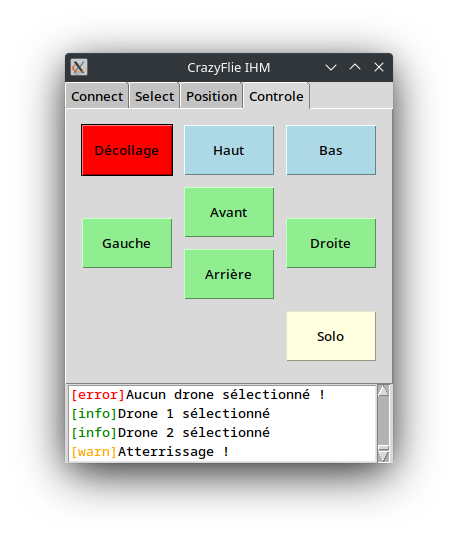 CrazyFlie IHM
Connect Select Position Controle
Décollage Haut Bas
Avant
Gauche Droite
Arrière
Solo
[error]Aucun drone sélectionné !
[info]Drone 1 sélectionné
[info]Drone 2 sélectionné
[warn]Atterrissage !